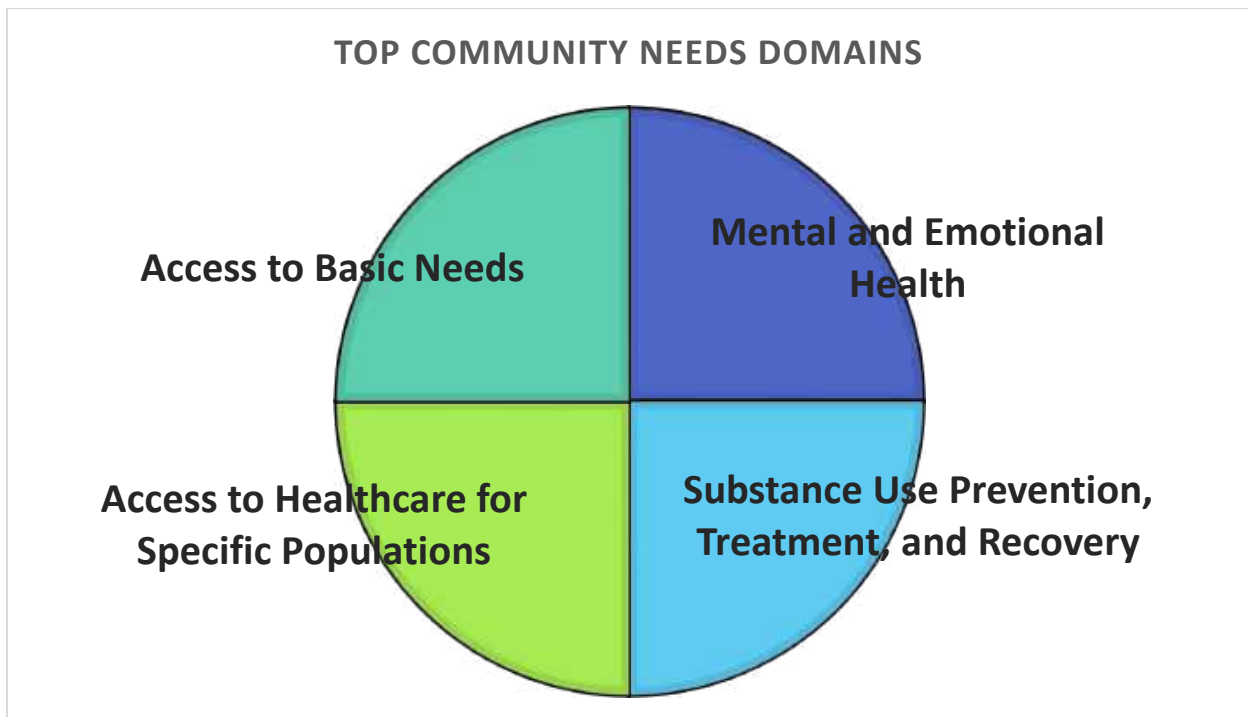 TOP COMMUNITY NEEDS DOMAINS
Mental and Emotional
Health
Access to Basic Needs
Substance Use Prevention,
Treatment, and Recovery
Access to Healthcare for
Specific Populations